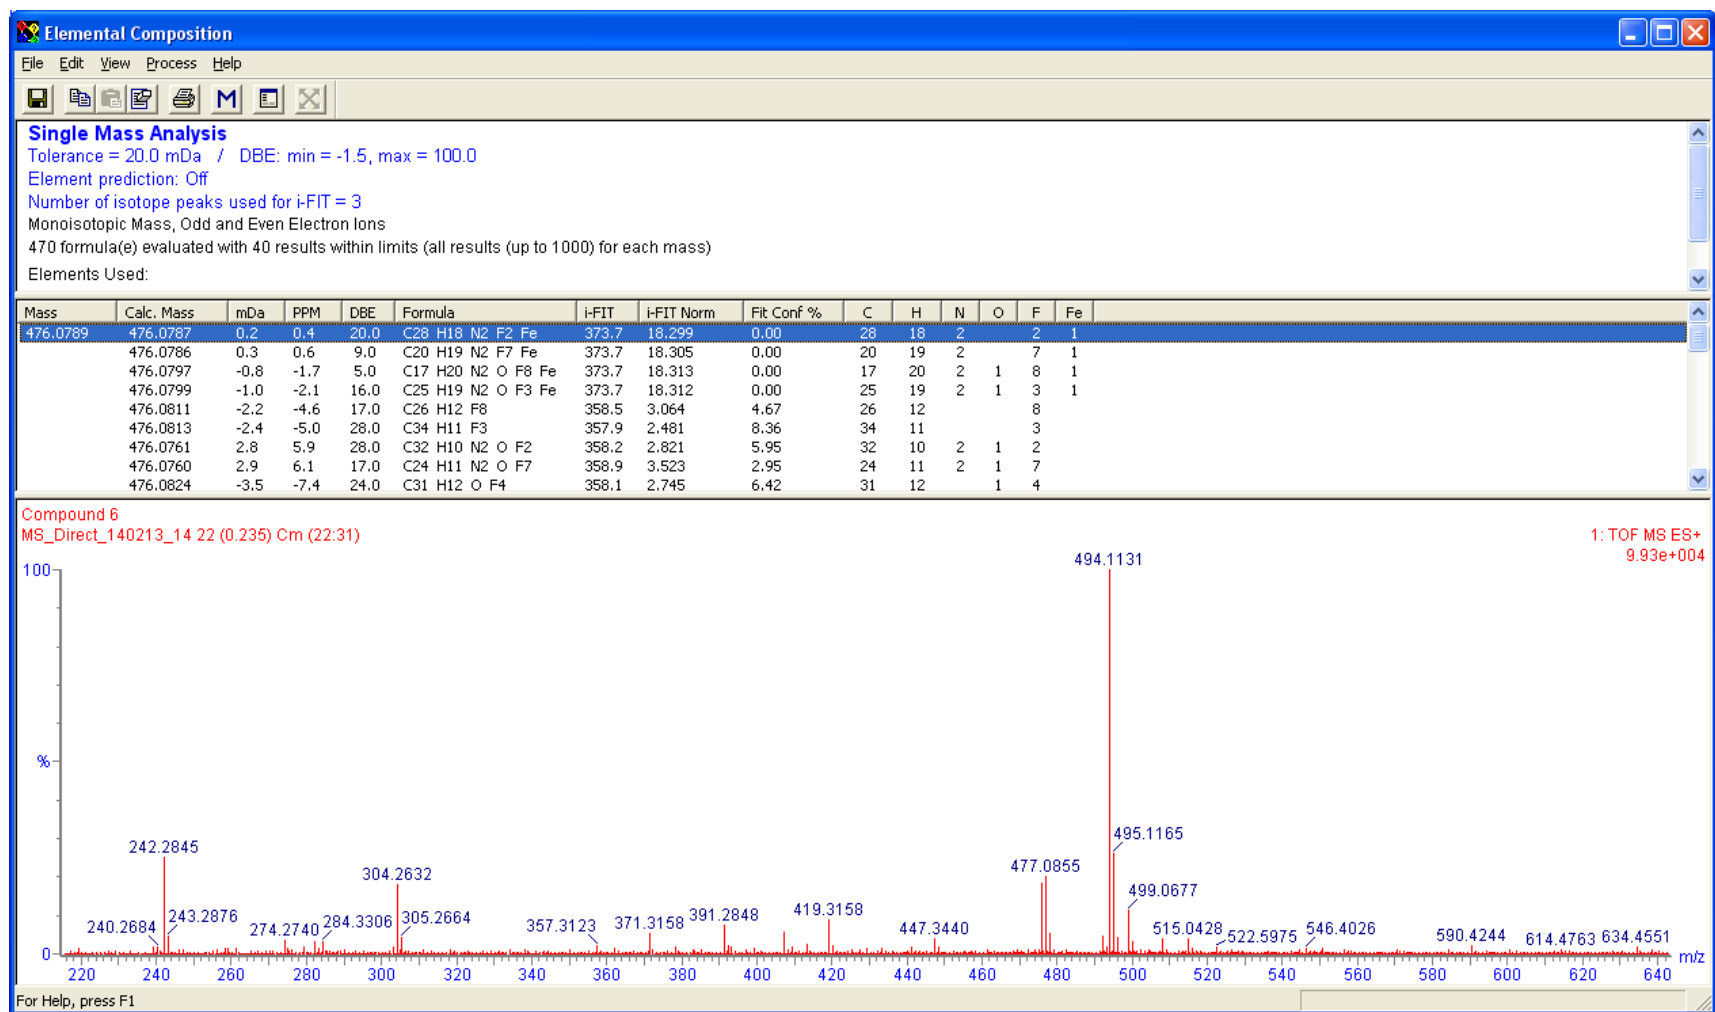 Elemental Composition
File Edit View Process Help
M
Single Mass Analysis
Tolerance = 20.0 mDa / DBE: min = -1.5, max = 100.0
Element prediction: Off
Number of isotope peaks used for i-FIT = 3
Monoisotopic Mass, Odd and Even Electron Ions
470 formula(e) evaluated with 40 results within limits (all results (up to 1000) for each mass)
Elements Used:
Mass Calc. Mass mDa PPM DBE Formula i-FIT i-FIT Norm Fit Conf % C H N O F Fe
476.0789 476.0787 0.2 0.4 20.0 C28 H18 N2 F2 Fe 373.7 18.299 0.00 28 18 2 2 1
476.0786 0.3 0.6 9.0 C20 H19 N2 F7 Fe 373.7 18.305 0.00 20 19 2 7 1
476.0797 -0.8 -1.7 5.0 C17 H20 N2 O F8 Fe 373.7 18.313 0.00 17 20 2 1 8 1
476.0799 -1.0 -2.1 16.0 C25 H19 N2 O F3 Fe 373.7 18.312 0.00 25 19 2 1 3 1
476.0811 -2.2 -4.6 17.0 C26 H12 F8 358.5 3.064 4.67 26 12 8
476.0813 -2.4 -5.0 28.0 C34 H11 F3 357.9 2.481 8.36 34 11 3
476.0761 2.8 5.9 28.0 C32 H10 N2 O F2 358.2 2.821 5.95 32 10 2 1 2
476.0760 2.9 6.1 17.0 C24 H11 N2 O F7 358.9 3.523 2.95 24 11 2 1 7
476.0824 -3.5 -7.4 24.0 C31 H12 O F4 358.1 2.745 6.42 31 12 1 4
Compound 6
MS_Direct_140213_14 22 (0.235) Cm (22:31)
1: TOF MS ES+
9.93e+004
494.1131
100
%
495.1165
242.2845
477.0855
304.2632
499.0677
419.3158
391.2848
243.2876
305.2664
284.3306
371.3158
240.2684
357.3123
274.2740
447.3440
515.0428
546.4026
522.5975
590.4244
614.4763
634.4551
0
220 240 260 280 300 320 340 360 380 400 420 440 460 480 500 520 540 560 580 600 620 640
m/z
For Help, press F1